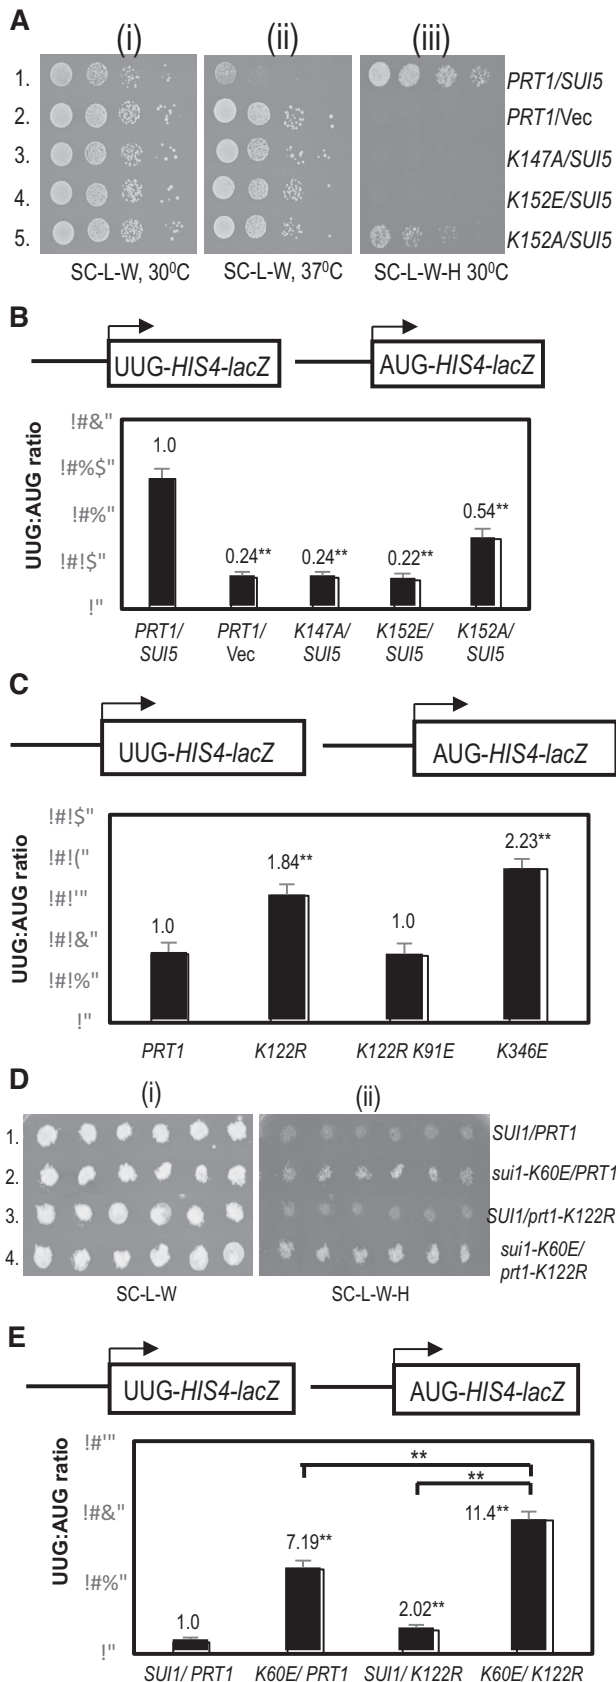 A
(i) (ii) (iii)
1. PRT1/SUI5
2. PRT1/Vec
3. K147A/SUI5
4. K152E/SUI5
5. K152A/SUI5
SC-L-W, 30⁰C SC-L-W, 37⁰C SC-L-W-H 30⁰C
B
UUG-HIS4-lacZ AUG-HIS4-lacZ
UUG:AUG ratio
!#&"
!#%$"
!#%"
!#!$"
!"
1.0 0.24** 0.24** 0.22** 0.54**
PRT1/ PRT1/ K147A/ K152E/ K152A/
SUI5 Vec SUI5 SUI5 SUI5
C
UUG-HIS4-lacZ AUG-HIS4-lacZ
UUG:AUG ratio
!#!$"
!#!("
!#!'"
!#!&"
!#!%"
!"
1.0 1.84** 1.0 2.23**
PRT1 K122R K122R K91E K346E
D
(i) (ii)
1. SUI1/PRT1
2. sui1-K60E/PRT1
3. SUI1/prt1-K122R
4. sui1-K60E/
prt1-K122R
SC-L-W SC-L-W-H
E
UUG-HIS4-lacZ AUG-HIS4-lacZ
UUG:AUG ratio
!#'"
!#&"
!#%"
!"
**
**
1.0 7.19** 2.02** 11.4**
SUI1/ PRT1 K60E/ PRT1 SUI1/ K122R K60E/ K122R